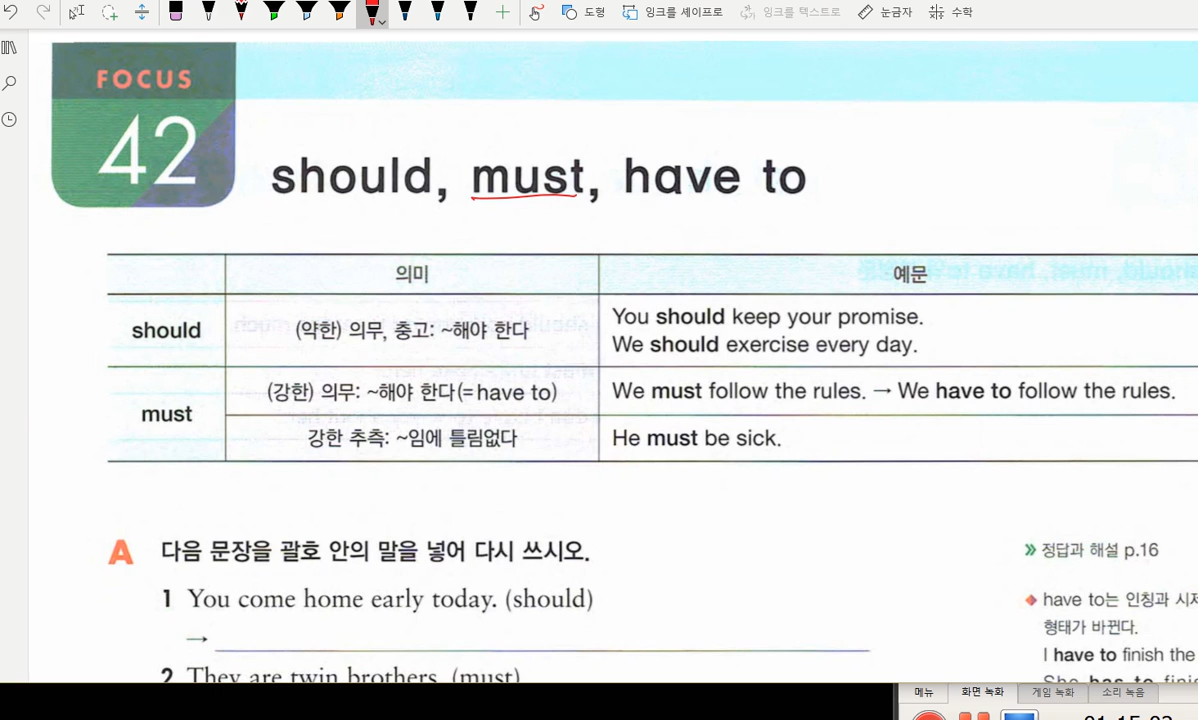 도형 잉크를 셰이프로 잉크를 텍스트로 눈금자 수학
FOCUS
42
should, must, have to
의미 예문
should (약한) 의무, 충고: ~해야 한다 You should keep your promise.
We should exercise every day.
must (강한) 의무: ~해야 한다(= have to) We must follow the rules. → We have to follow the rules.
강한 추측: ~임에 틀림없다 He must be sick.
A 다음 문장을 괄호 안의 말을 넣어 다시 쓰시오.
» 정답과 해설 p.16
1 You come home early today. (should)
→
2 They are twin brothers. (must)
have to는 인칭과 시제
형태가 바뀐다.
I have to finish the
She has to finis
메뉴 화면 녹화 게임 녹화 소리 녹음
01:15:03